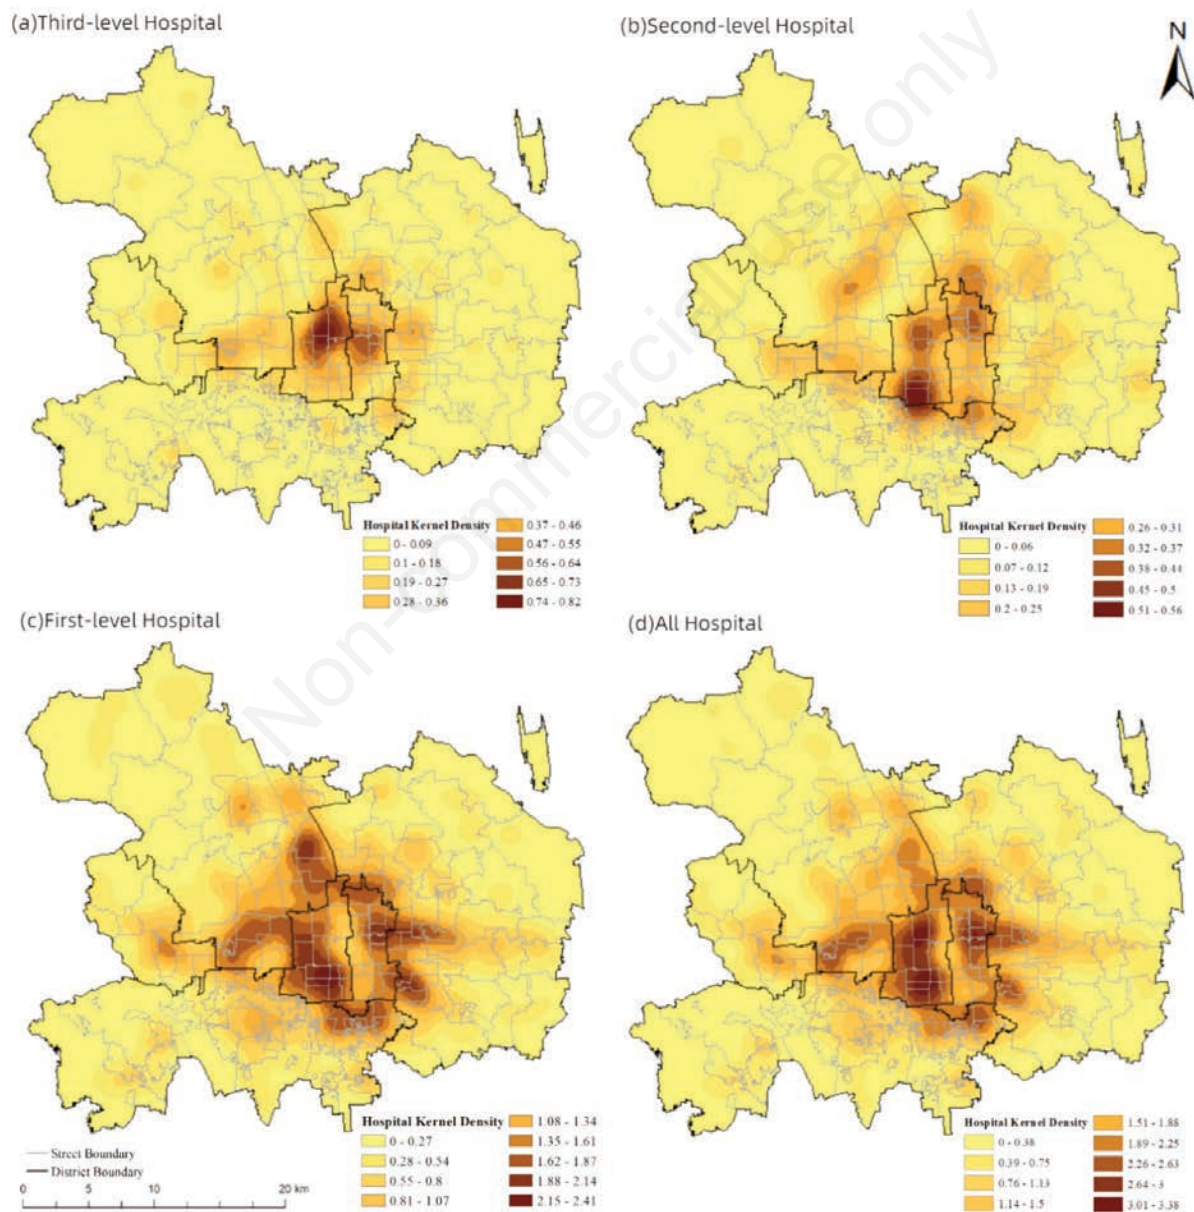 (a)Third-level Hospital
(b)Second-level Hospital
N
Hospital Kernel Density
0 - 0.09
0.1 - 0.18
0.19 - 0.27
0.28 - 0.36
0.37 - 0.46
0.47 - 0.55
0.56 - 0.64
0.65 - 0.73
0.74 - 0.82
Hospital Kernel Density
0 - 0.06
0.07 - 0.12
0.13 - 0.19
0.2 - 0.25
0.26 - 0.31
0.32 - 0.37
0.38 - 0.44
0.45 - 0.5
0.51 - 0.56
(c)First-level Hospital
(d)All Hospital
Hospital Kernel Density
0 - 0.27
0.28 - 0.54
0.55 - 0.8
0.81 - 1.07
1.08 - 1.34
1.35 - 1.61
1.62 - 1.87
1.88 - 2.14
2.15 - 2.41
Street Boundary
District Boundary
0 5 10 20 km
Hospital Kernel Density
0 - 0.38
0.39 - 0.75
0.76 - 1.13
1.14 - 1.5
1.51 - 1.88
1.89 - 2.25
2.26 - 2.63
2.64 - 3
3.01 - 3.38
Non-commercial use only